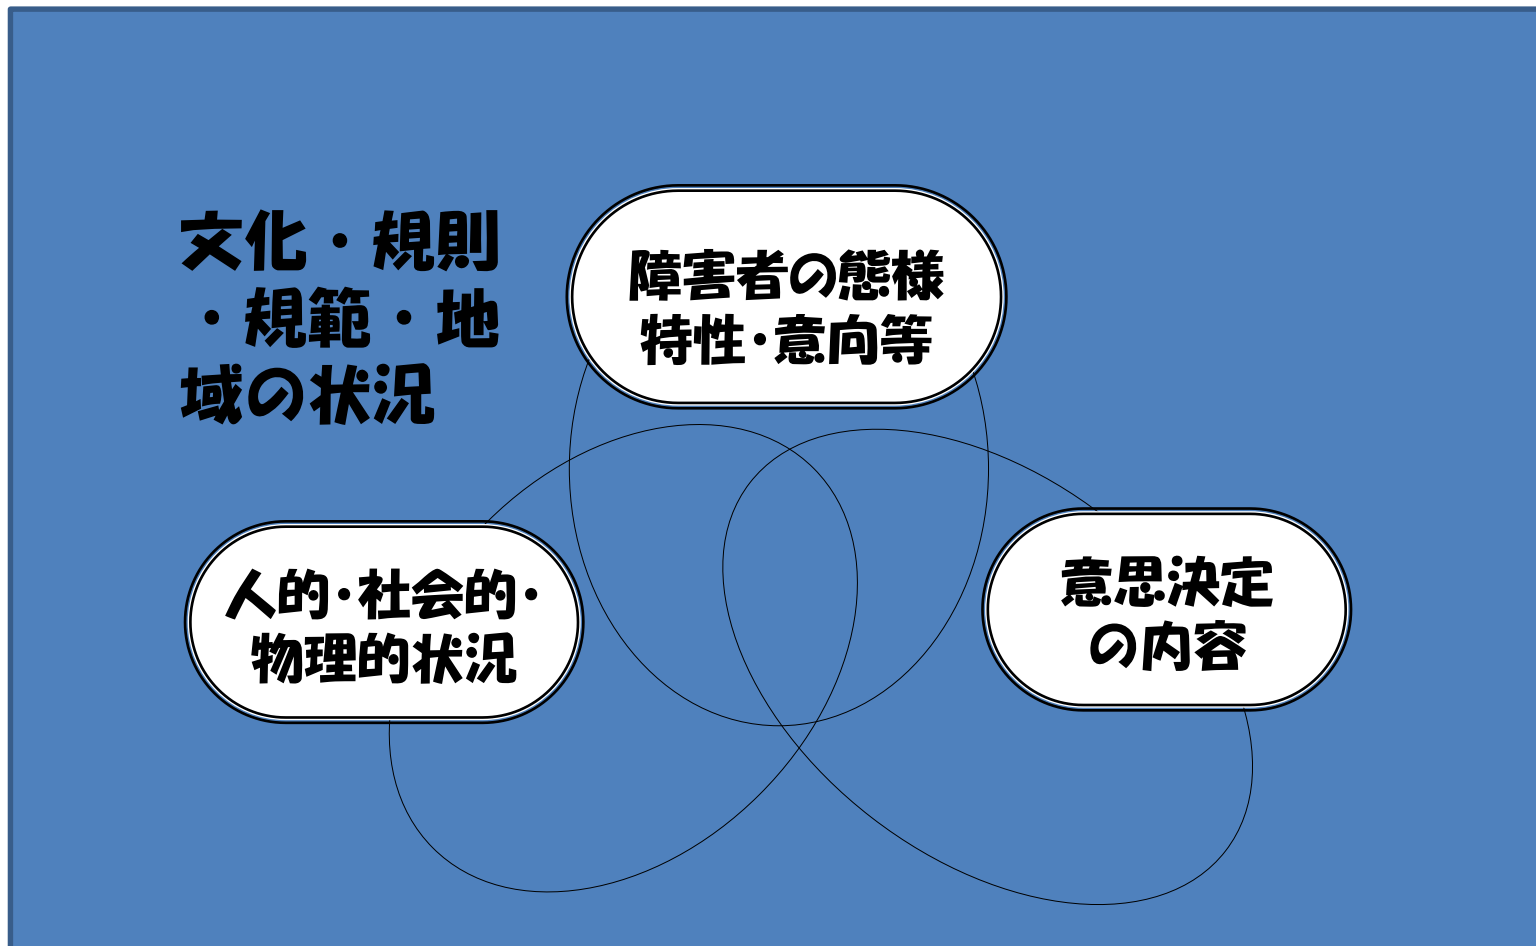 文化・規則
・規範・地
域の状況
障害者の態様
特性・意向等
人的・社会的・
物理的状況
意思決定
の内容